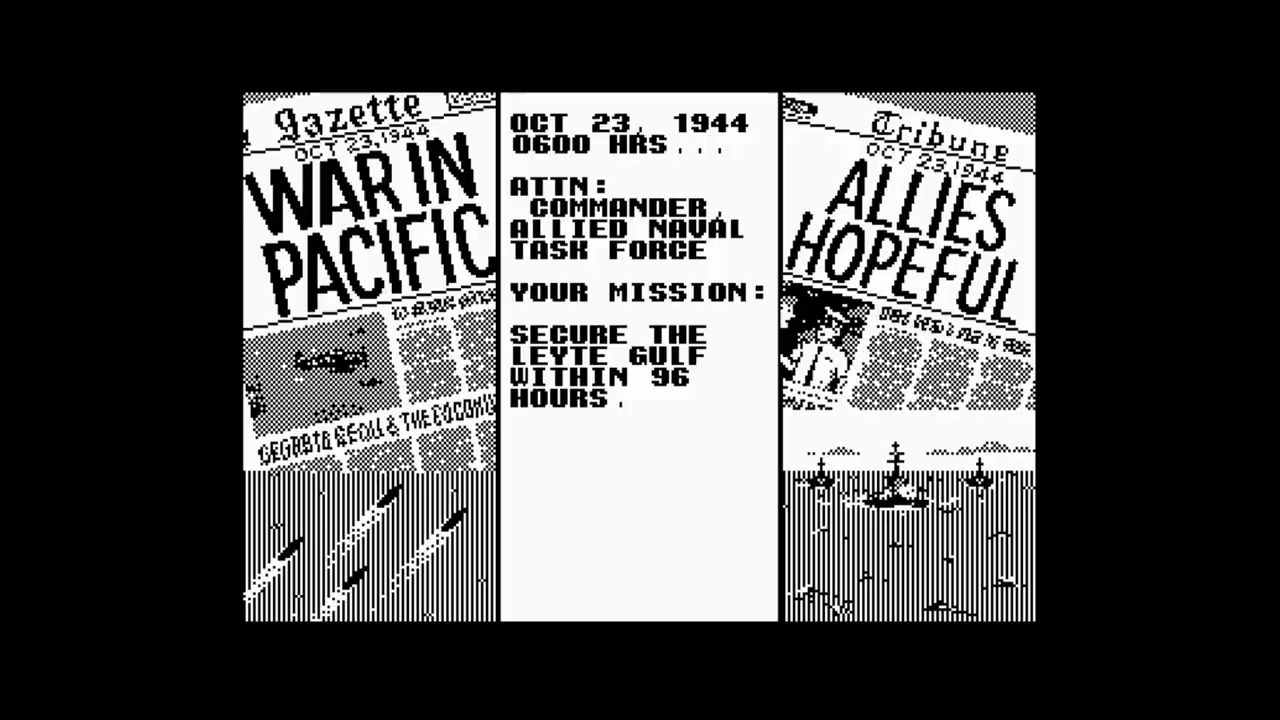 gazette
OCT 23,1944
WAR IN
PACIFIC
OCT 23, 1944
0600 HRS...
ATTN:
COMMANDER,
ALLIED NAVAL
TASK FORCE
YOUR MISSION:
SECURE THE
LEYTE GULF
WITHIN 96
HOURS.
Tribune
OCT 23,1944
ALLIES
HOPEFUL